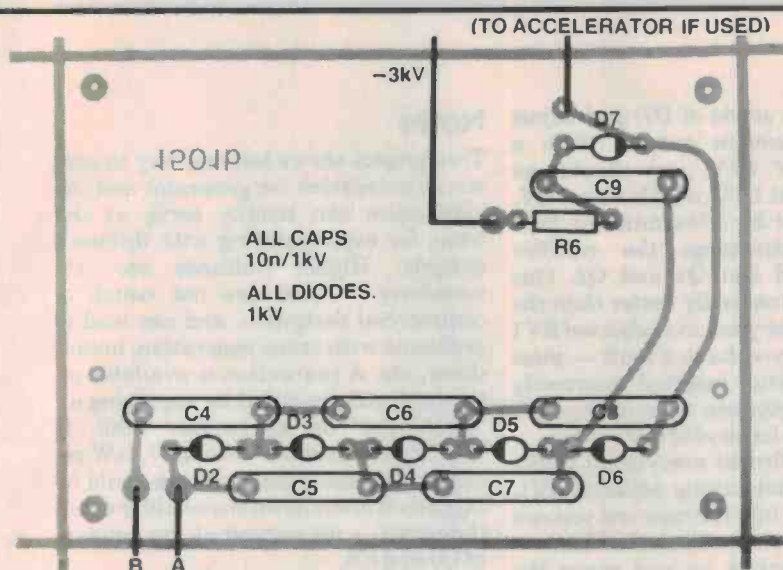 (TO ACCELERATOR IF USED)
–3kV
D7
C9
R6
1501b
ALL CAPS
10n/1kV
ALL DIODES.
1kV
C4 C6 C8
D3 D5
D2 D4 D6
C5 C7
B A